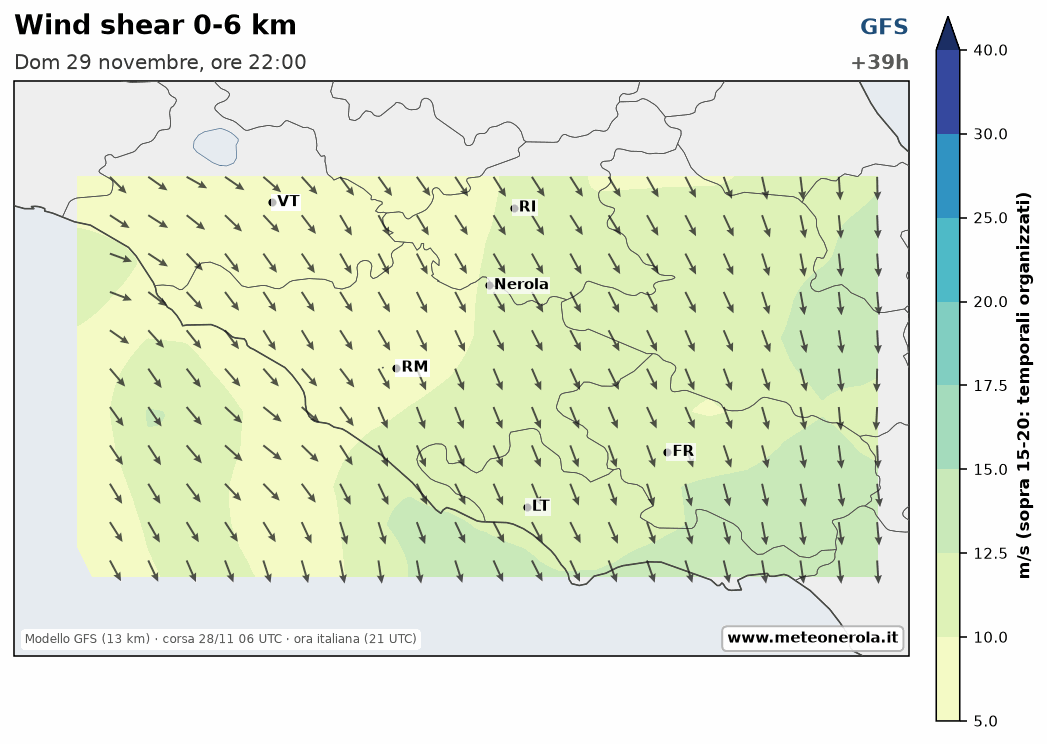 Wind shear 0-6 km
GFS
Dom 29 novembre, ore 22:00
+39h
VT
RI
Nerola
RM
FR
LT
Modello GFS (13 km) · corsa 28/11 06 UTC · ora italiana (21 UTC)
www.meteonerola.it
40.0
30.0
25.0
20.0
17.5
15.0
12.5
10.0
5.0
m/s (sopra 15-20: temporali organizzati)